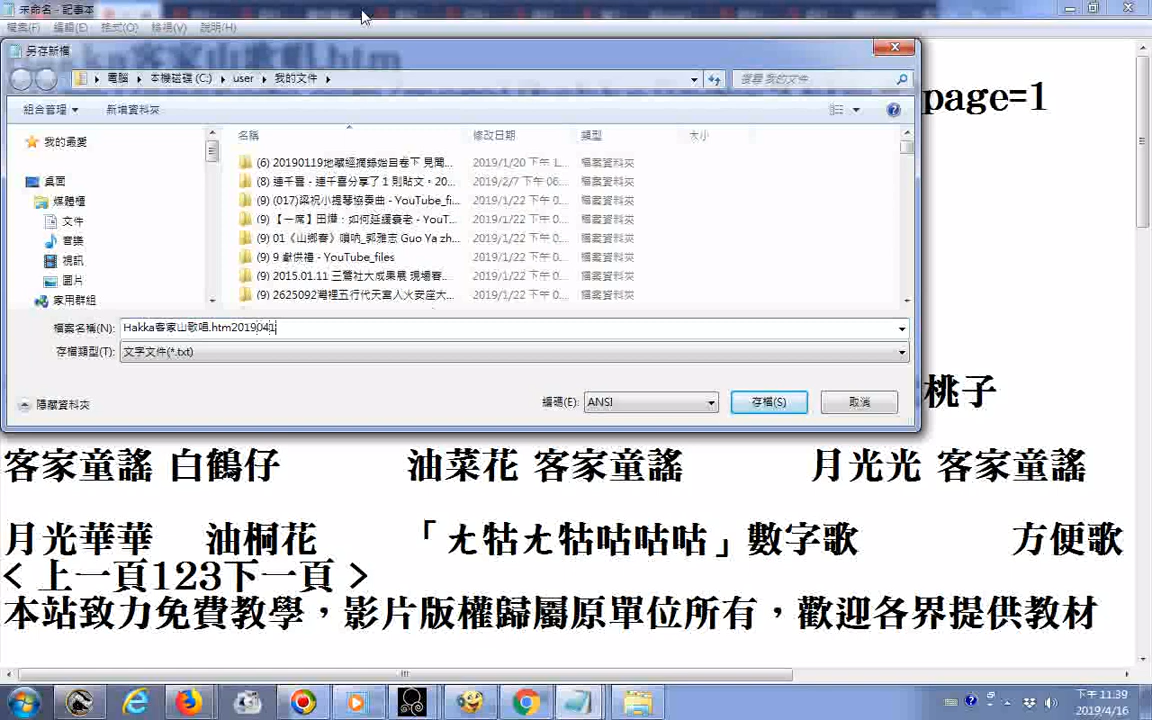 未命名 - 記事本
檔案(F) 編輯(E) 格式(O) 檢視(V) 說明(H)
另存新檔
page=1
電腦 本機磁碟 (C:) user 我的文件
搜尋 我的文件
組合管理 新增資料夾
名稱 修改日期 類型 大小
我的最愛
桌面
媒體櫃
文件
音樂
視訊
圖片
家用群組
(6) 20190119地藏經摘錄始自卷下 見聞... 2019/1/20 下午 1... 檔案資料夾
(8) 連千喜 - 連千喜分享了 1 則貼文。20... 2019/2/7 下午 06... 檔案資料夾
(9) (017)梁祝小提琴協奏曲 - YouTube_fi... 2019/1/22 下午 0... 檔案資料夾
(9) 【一席】田爍：如何延緩衰老 - YouT... 2019/1/22 下午 0... 檔案資料夾
(9) 01《山鄉春》嗩吶_郭雅志 Guo Ya zh... 2019/1/22 下午 0... 檔案資料夾
(9) 9 獻供禮 - YouTube_files 2019/1/22 下午 0... 檔案資料夾
(9) 2015.01.11 三鶯社大成果展 現場春... 2019/1/22 下午 0... 檔案資料夾
(9) 2625092灣裡五行代天宮入火安座大... 2019/1/22 下午 0... 檔案資料夾
檔案名稱(N): Hakka客家山歌唱.htm2019041
存檔類型(T): 文字文件(*.txt)
隱藏資料夾 編碼(E): ANSI 存檔(S) 取消
桃子
客家童謠 白鶴仔 油菜花 客家童謠 月光光 客家童謠
月光華華 油桐花 「ㄤ牯ㄤ牯咕咕咕」數字歌 方便歌
< 上一頁123下一頁 >
本站致力免費教學，影片版權歸屬原單位所有，歡迎各界提供教材
下午 11:39
2019/4/16